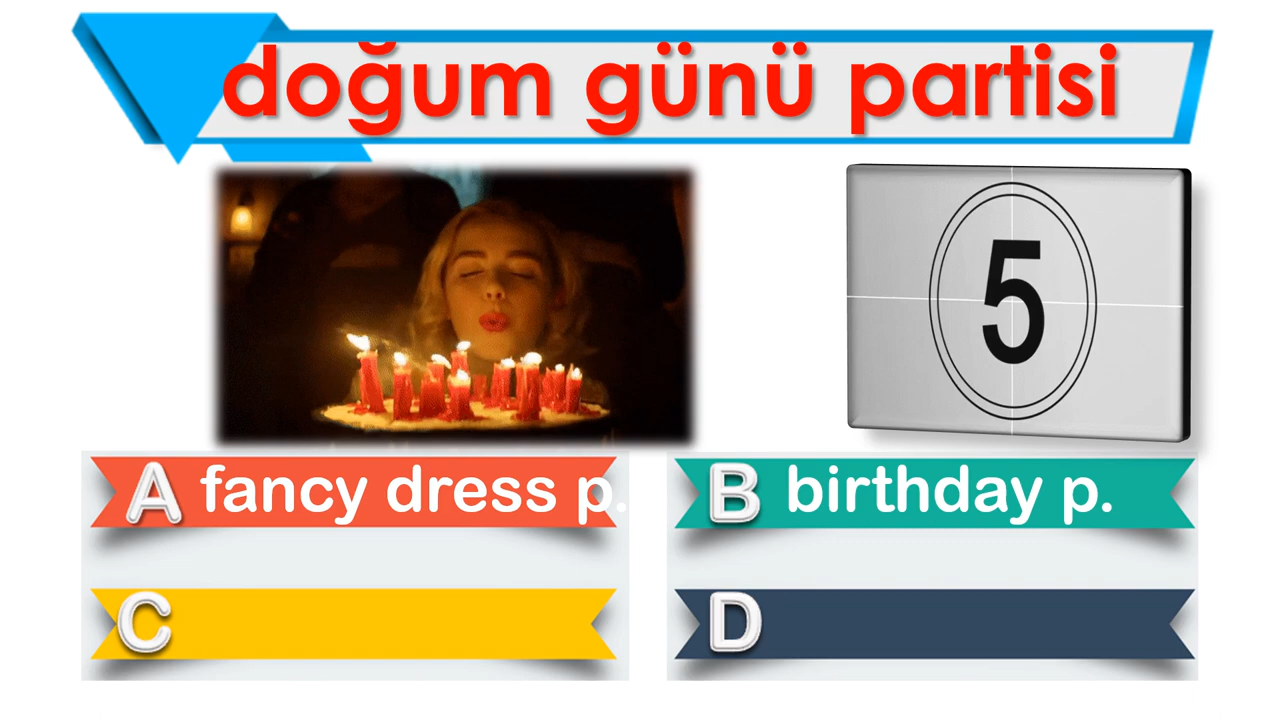 doğum günü partisi
5
A fancy dress p.
B birthday p.
C
D